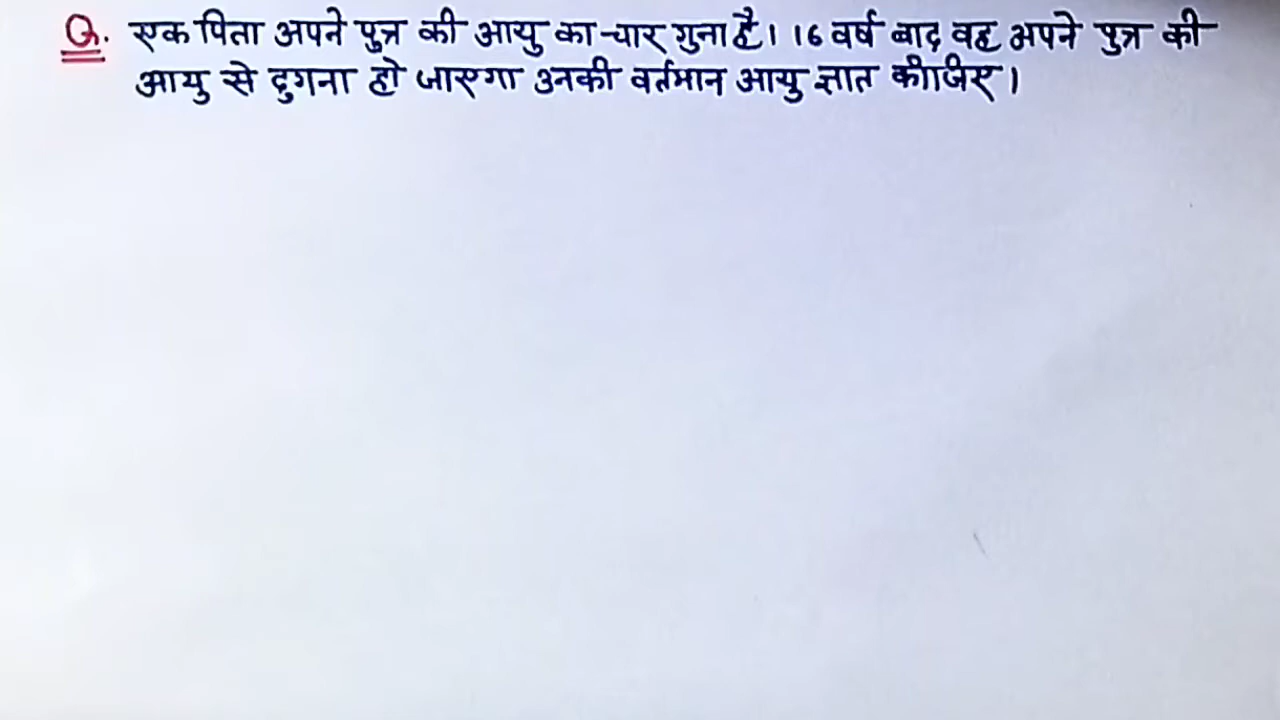 Q. एक पिता अपने पुत्र की आयु का चार गुना है। 16 वर्ष बाद वह अपने पुत्र की
आयु से दुगना हो जाएगा उनकी वर्तमान आयु ज्ञात कीजिए।